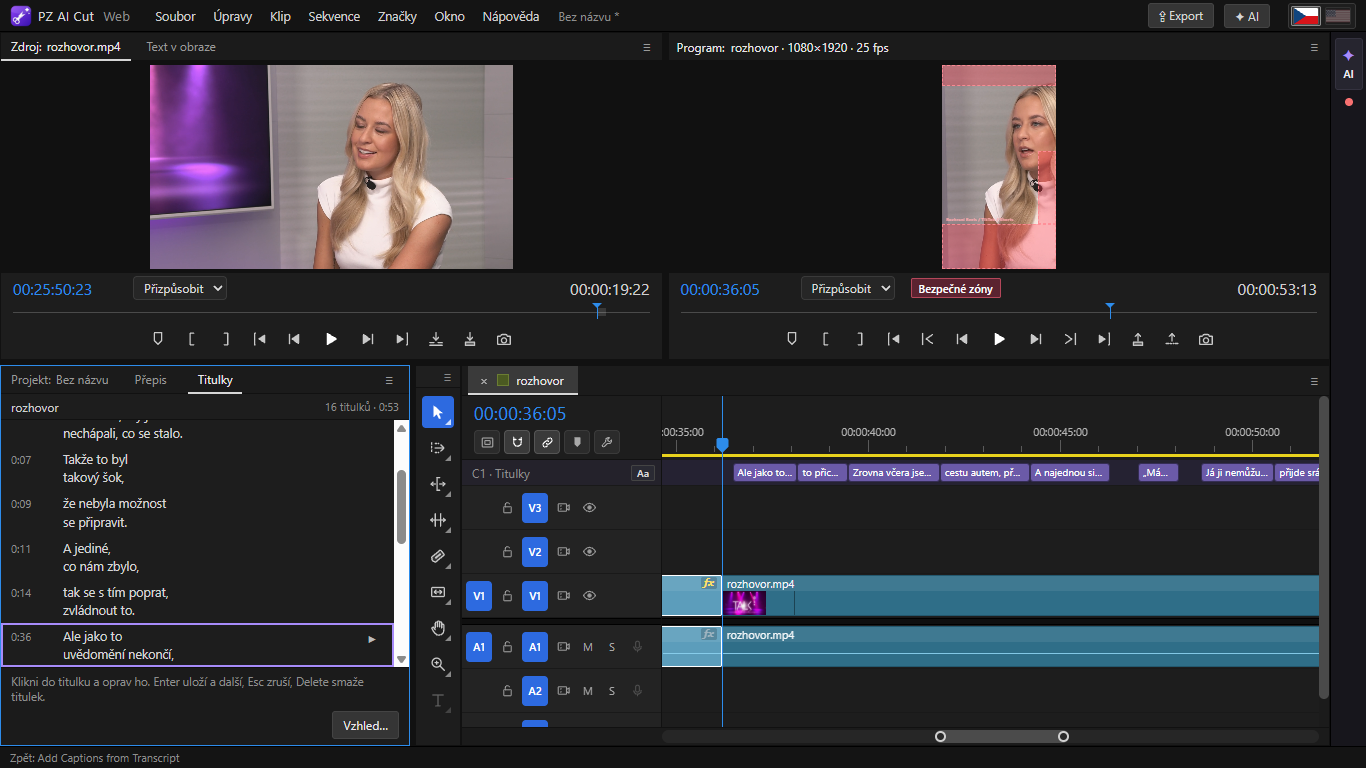 PZ AI Cut Web Soubor Úpravy Klip Sekvence Značky Okno Nápověda Bez názvu * Export AI
Zdroj: rozhovor.mp4 Text v obraze
Program: rozhovor · 1080×1920 · 25 fps
AI
00:25:50:23 Přizpůsobit 00:00:19:22
00:00:36:05 Přizpůsobit Bezpečné zóny 00:00:53:13
Projekt: Bez názvu Přepis Titulky
rozhovor 16 titulků · 0:53
nechápali, co se stalo.
0:07 Takže to byl
takový šok,
0:09 že nebyla možnost
se připravit.
0:11 A jediné,
co nám zbylo,
0:14 tak se s tím poprat,
zvládnout to.
0:36 Ale jako to
uvědomění nekončí,
Klikni do titulku a oprav ho. Enter uloží a další, Esc zruší, Delete smaže
titulek.
Vzhled...
T
× rozhovor
00:00:36:05
:00:35:00 00:00:40:00 00:00:45:00 00:00:50:00
C1 · Titulky Aa
Ale jako to... to přic... Zrovna včera jse... cestu autem, př... A najednou si... „Má... Já ji nemůžu... přijde srá
V3
V2
V1 V1 fx rozhovor.mp4
TALK
A1 A1 M S fx rozhovor.mp4
A2 M S
Zpět: Add Captions from Transcript